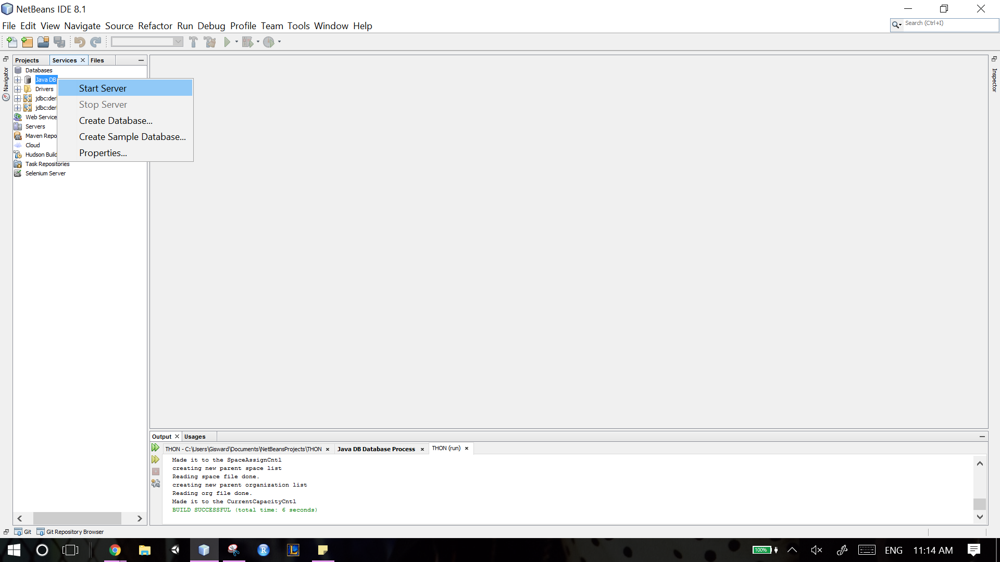 NetBeans IDE 8.1
File Edit View Navigate Source Refactor Run Debug Profile Team Tools Window Help
Search (Ctrl+I)
Projects Services Files
Navigator
Inspector
Databases
Java DB
Drivers
jdbc:der
jdbc:der
Web Service
Servers
Maven Repo
Cloud
Hudson Build
Task Repositories
Selenium Server
Start Server
Stop Server
Create Database...
Create Sample Database...
Properties...
Output Usages
THON - C:\Users\Gisward\Documents\NetBeansProjects\THON Java DB Database Process THON (run)
Made it to the SpaceAssignCntl
creating new parent space list
Reading space file done.
creating new parent organization list
Reading org file done.
Made it to the CurrentCapacityCntl
BUILD SUCCESSFUL (total time: 6 seconds)
Git Git Repository Browser
R L 100% ENG 11:14 AM